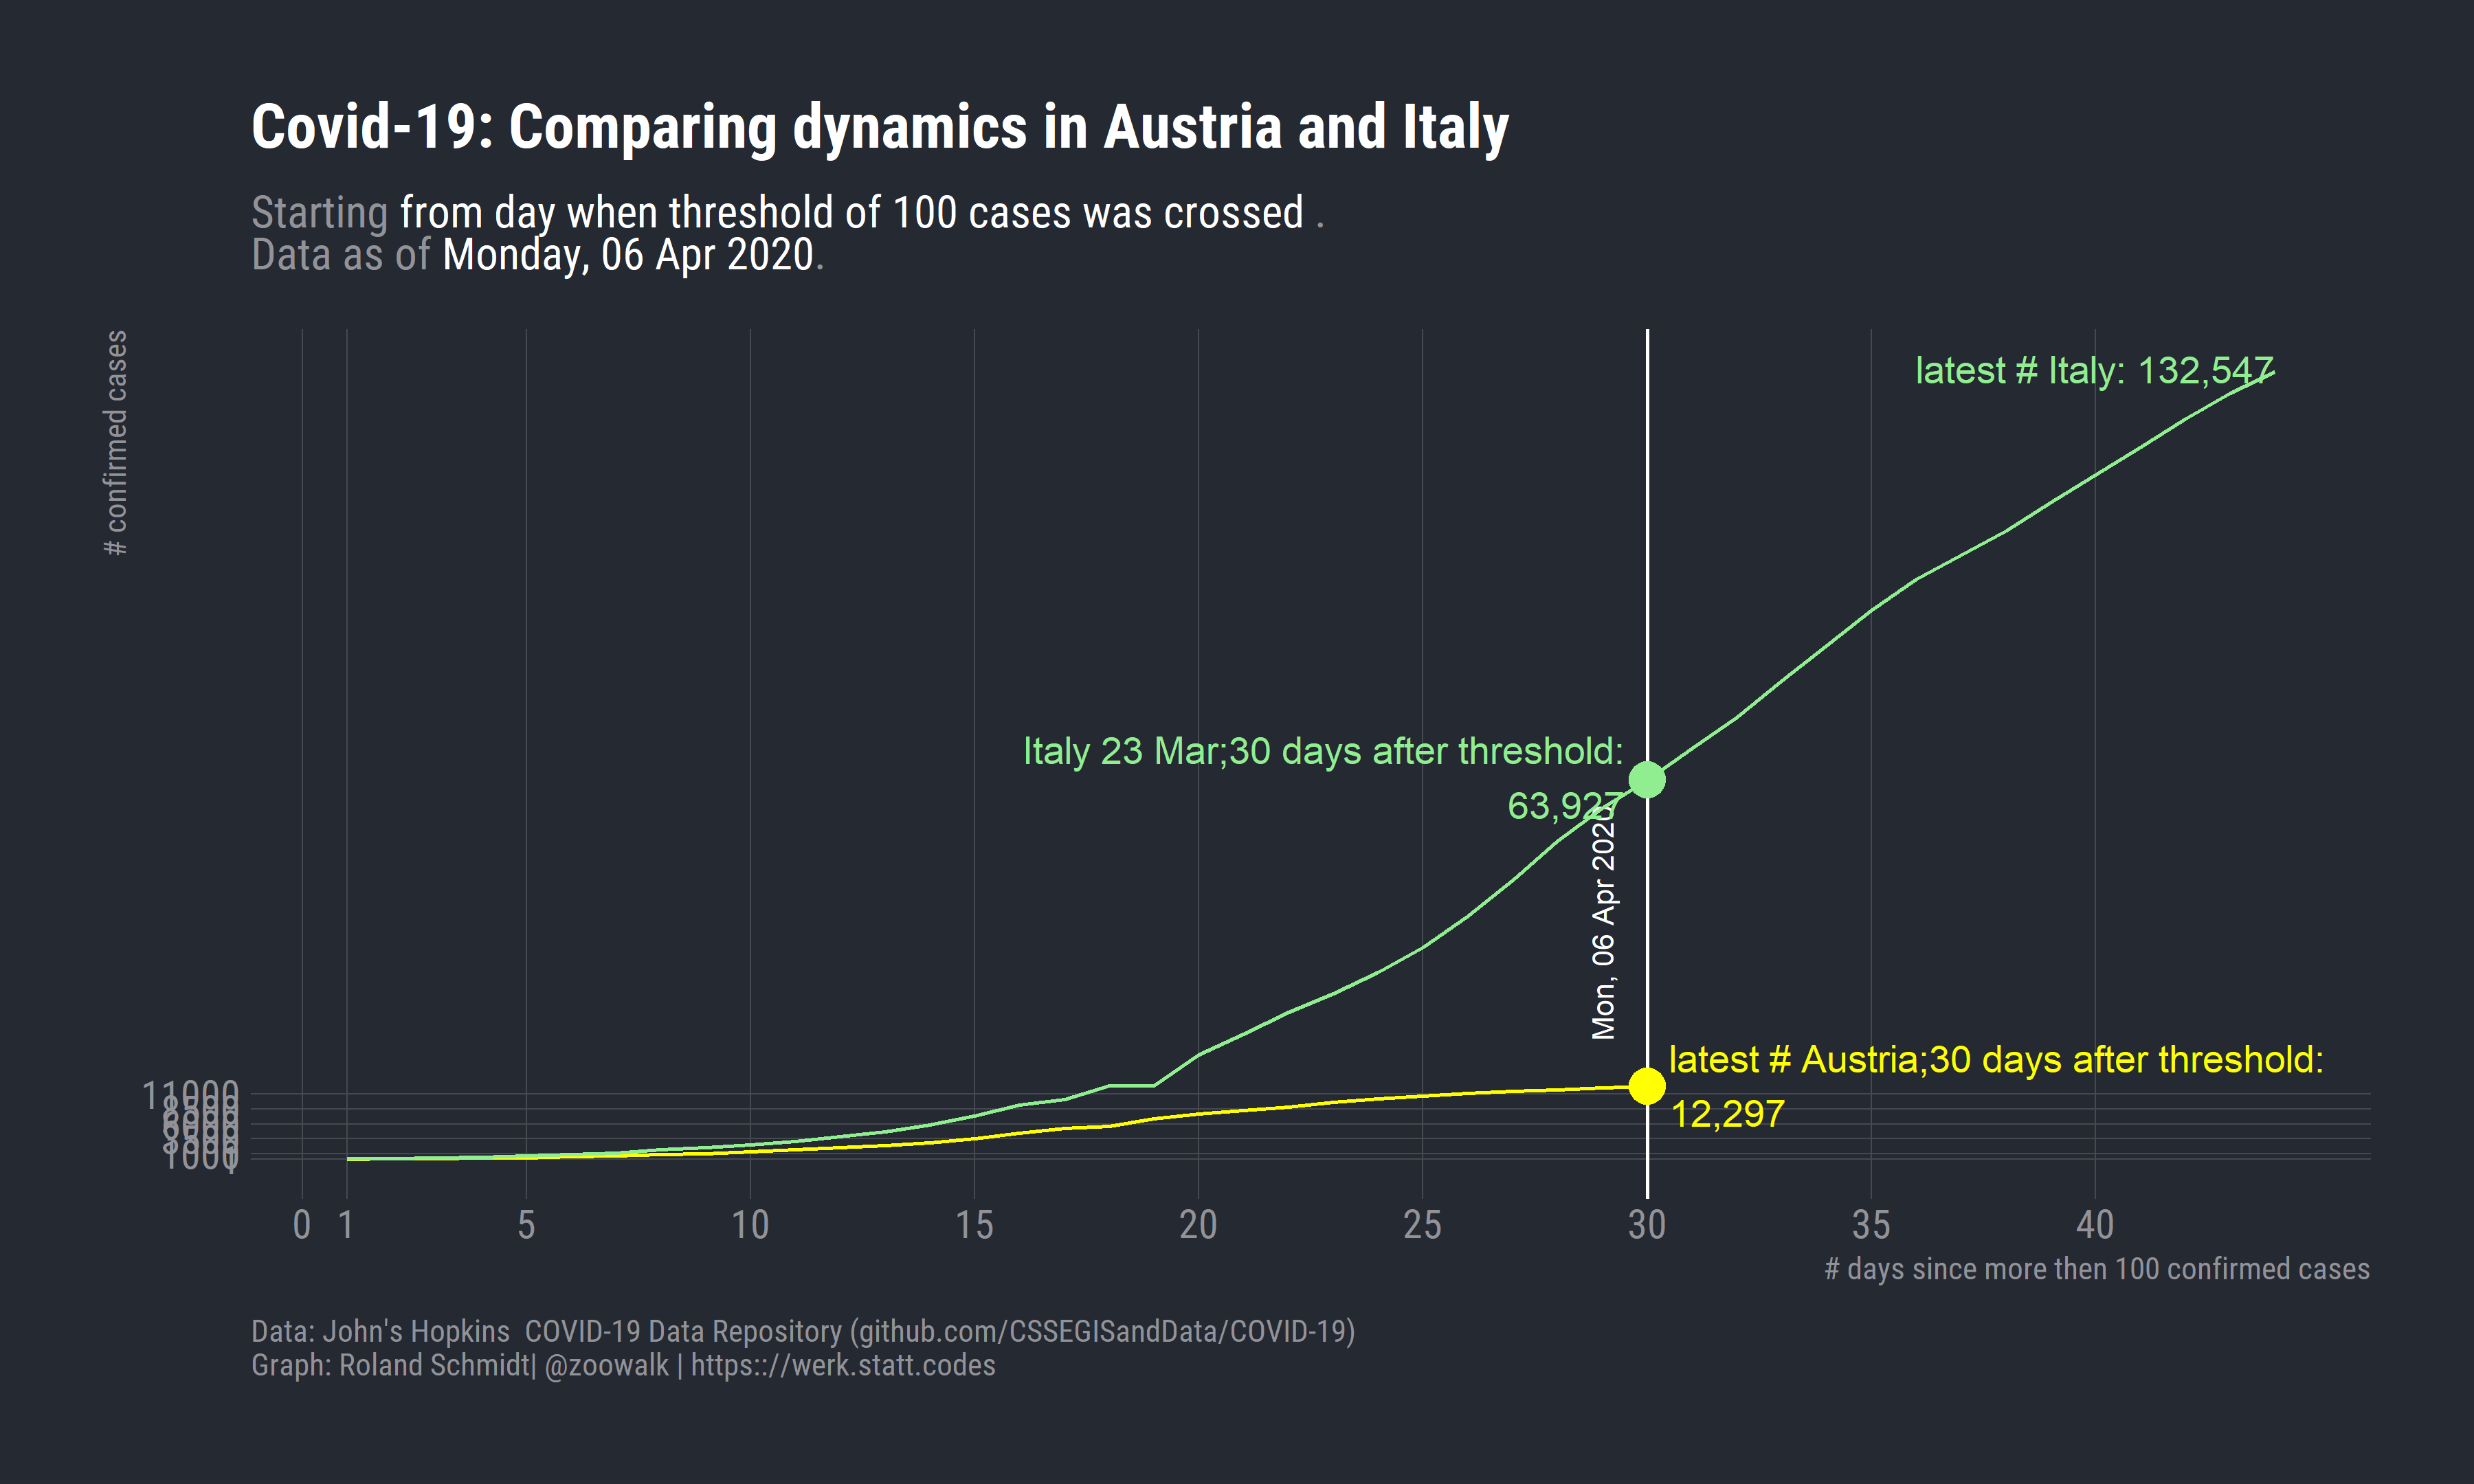 Covid-19: Comparing dynamics in Austria and Italy
Starting from day when threshold of 100 cases was crossed .
Data as of Monday, 06 Apr 2020.
# confirmed cases
latest # Italy: 132,547
Italy 23 Mar;30 days after threshold:
63,927
Mon, 06 Apr 2020
latest # Austria;30 days after threshold:
12,297
11000
1000
0 1 5 10 15 20 25 30 35 40
# days since more then 100 confirmed cases
Data: John's Hopkins  COVID-19 Data Repository (github.com/CSSEGISandData/COVID-19)
Graph: Roland Schmidt| @zoowalk | https:://werk.statt.codes